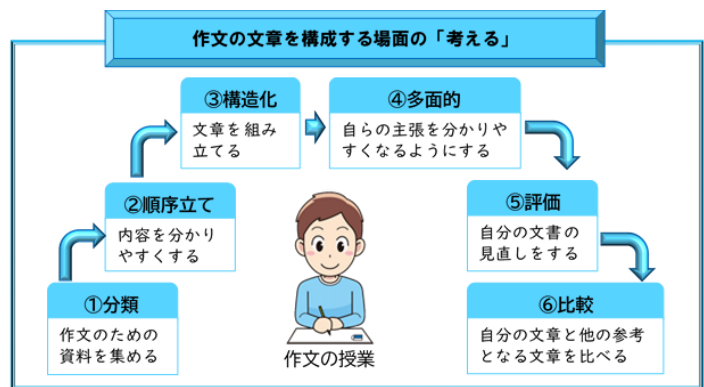 作文の文章を構成する場面の「考える」
①分類
作文のための
資料を集める
②順序立て
内容を分かり
やすくする
③構造化
文章を組み
立てる
④多面的
自らの主張を分かりや
すくなるようにする
⑤評価
自分の文書の
見直しをする
⑥比較
自分の文章と他の参考
となる文章を比べる
作文の授業